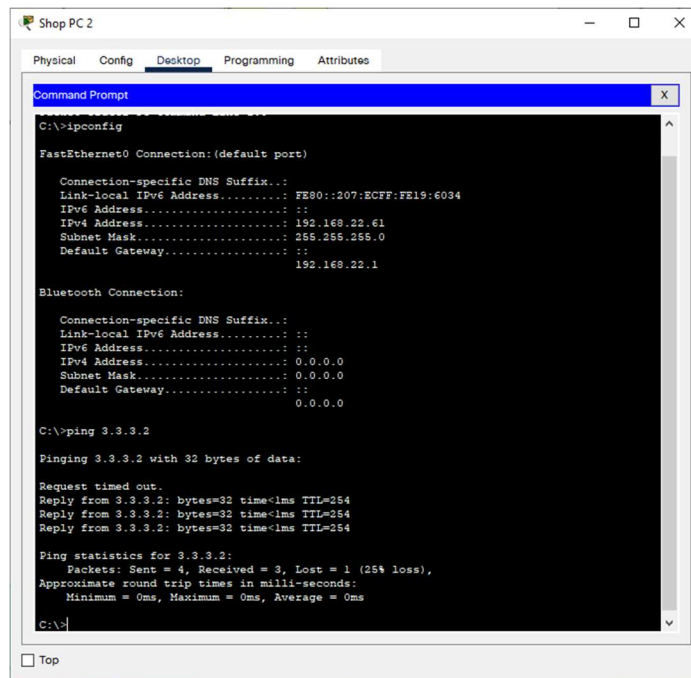 Shop PC 2
Physical Config Desktop Programming Attributes
Command Prompt
X
C:\>ipconfig
FastEthernet0 Connection:(default port)
Connection-specific DNS Suffix..:
Link-local IPv6 Address.........: FE80::207:ECFF:FE19:6034
IPv6 Address....................: ::
IPv4 Address....................: 192.168.22.61
Subnet Mask.....................: 255.255.255.0
Default Gateway.................: ::
192.168.22.1
Bluetooth Connection:
Connection-specific DNS Suffix..:
Link-local IPv6 Address.........: ::
IPv6 Address....................: ::
IPv4 Address....................: 0.0.0.0
Subnet Mask.....................: 0.0.0.0
Default Gateway.................: ::
0.0.0.0
C:\>ping 3.3.3.2
Pinging 3.3.3.2 with 32 bytes of data:
Request timed out.
Reply from 3.3.3.2: bytes=32 time<1ms TTL=254
Reply from 3.3.3.2: bytes=32 time<1ms TTL=254
Reply from 3.3.3.2: bytes=32 time<1ms TTL=254
Ping statistics for 3.3.3.2:
Packets: Sent = 4, Received = 3, Lost = 1 (25% loss),
Approximate round trip times in milli-seconds:
Minimum = 0ms, Maximum = 0ms, Average = 0ms
C:\>
Top